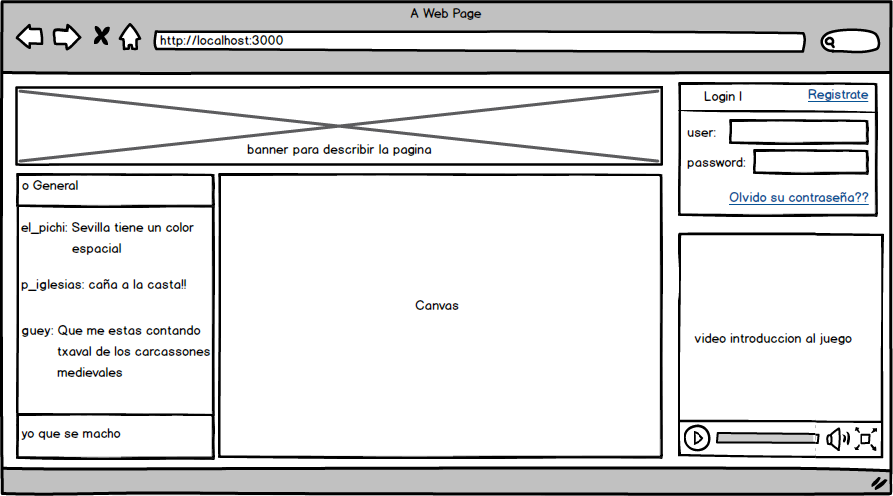 A Web Page
http://localhost:3000
banner para describir la pagina
Login I
Registrate
user:
password:
Olvido su contraseña??
o General
el_pichi: Sevilla tiene un color
espacial
p_iglesias: caña a la casta!!
guey: Que me estas contando
txaval de los carcassones
medievales
yo que se macho
Canvas
video introduccion al juego